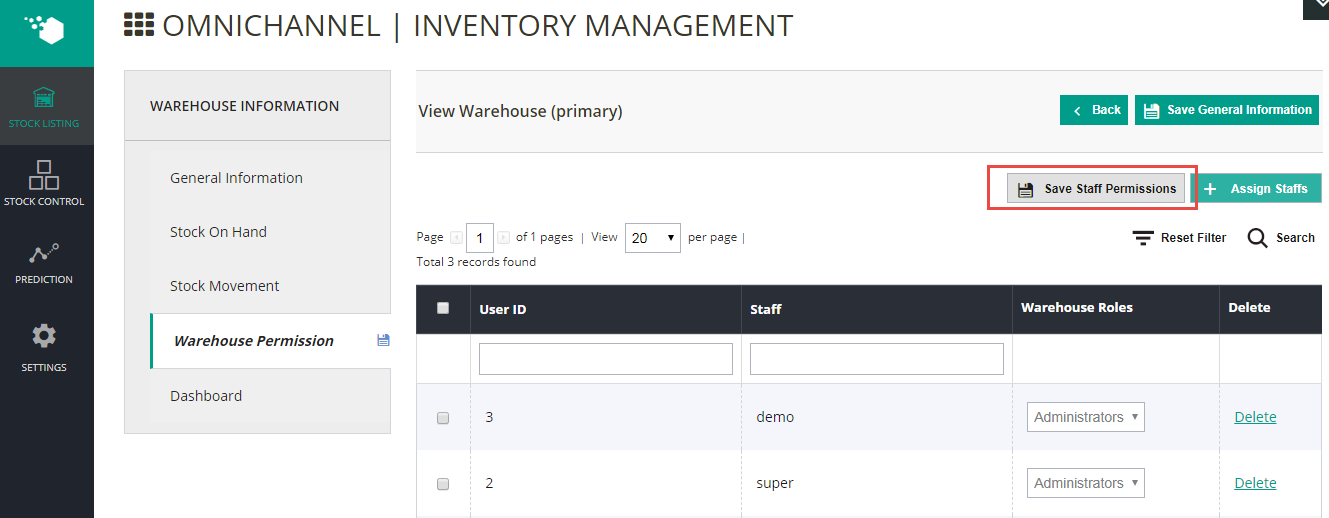 OMNICHANNEL | INVENTORY MANAGEMENT
STOCK LISTING
STOCK CONTROL
PREDICTION
SETTINGS
WAREHOUSE INFORMATION
General Information
Stock On Hand
Stock Movement
Warehouse Permission
Dashboard
View Warehouse (primary)
Back
Save General Information
Save Staff Permissions
+ Assign Staffs
Page 1 of 1 pages | View 20 per page |
Reset Filter
Search
Total 3 records found
User ID Staff Warehouse Roles Delete
3 demo Administrators Delete
2 super Administrators Delete